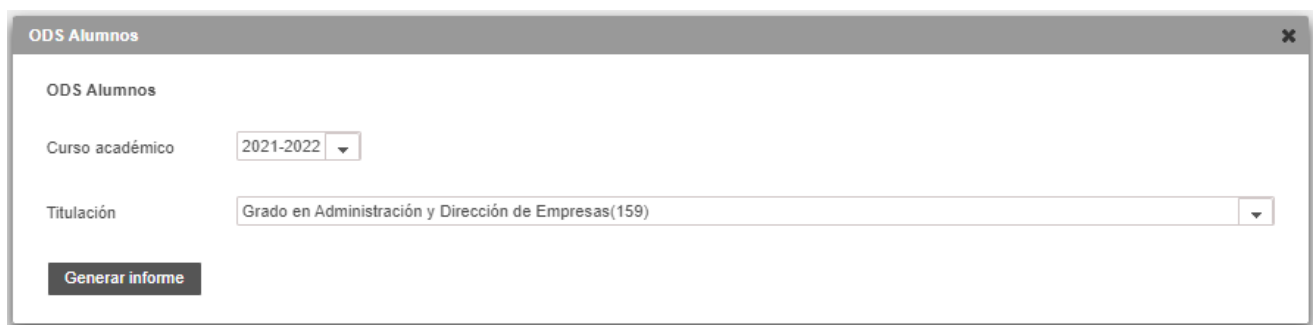 ODS Alumnos
ODS Alumnos
Curso académico 2021-2022
Titulación Grado en Administración y Dirección de Empresas(159)
Generar informe